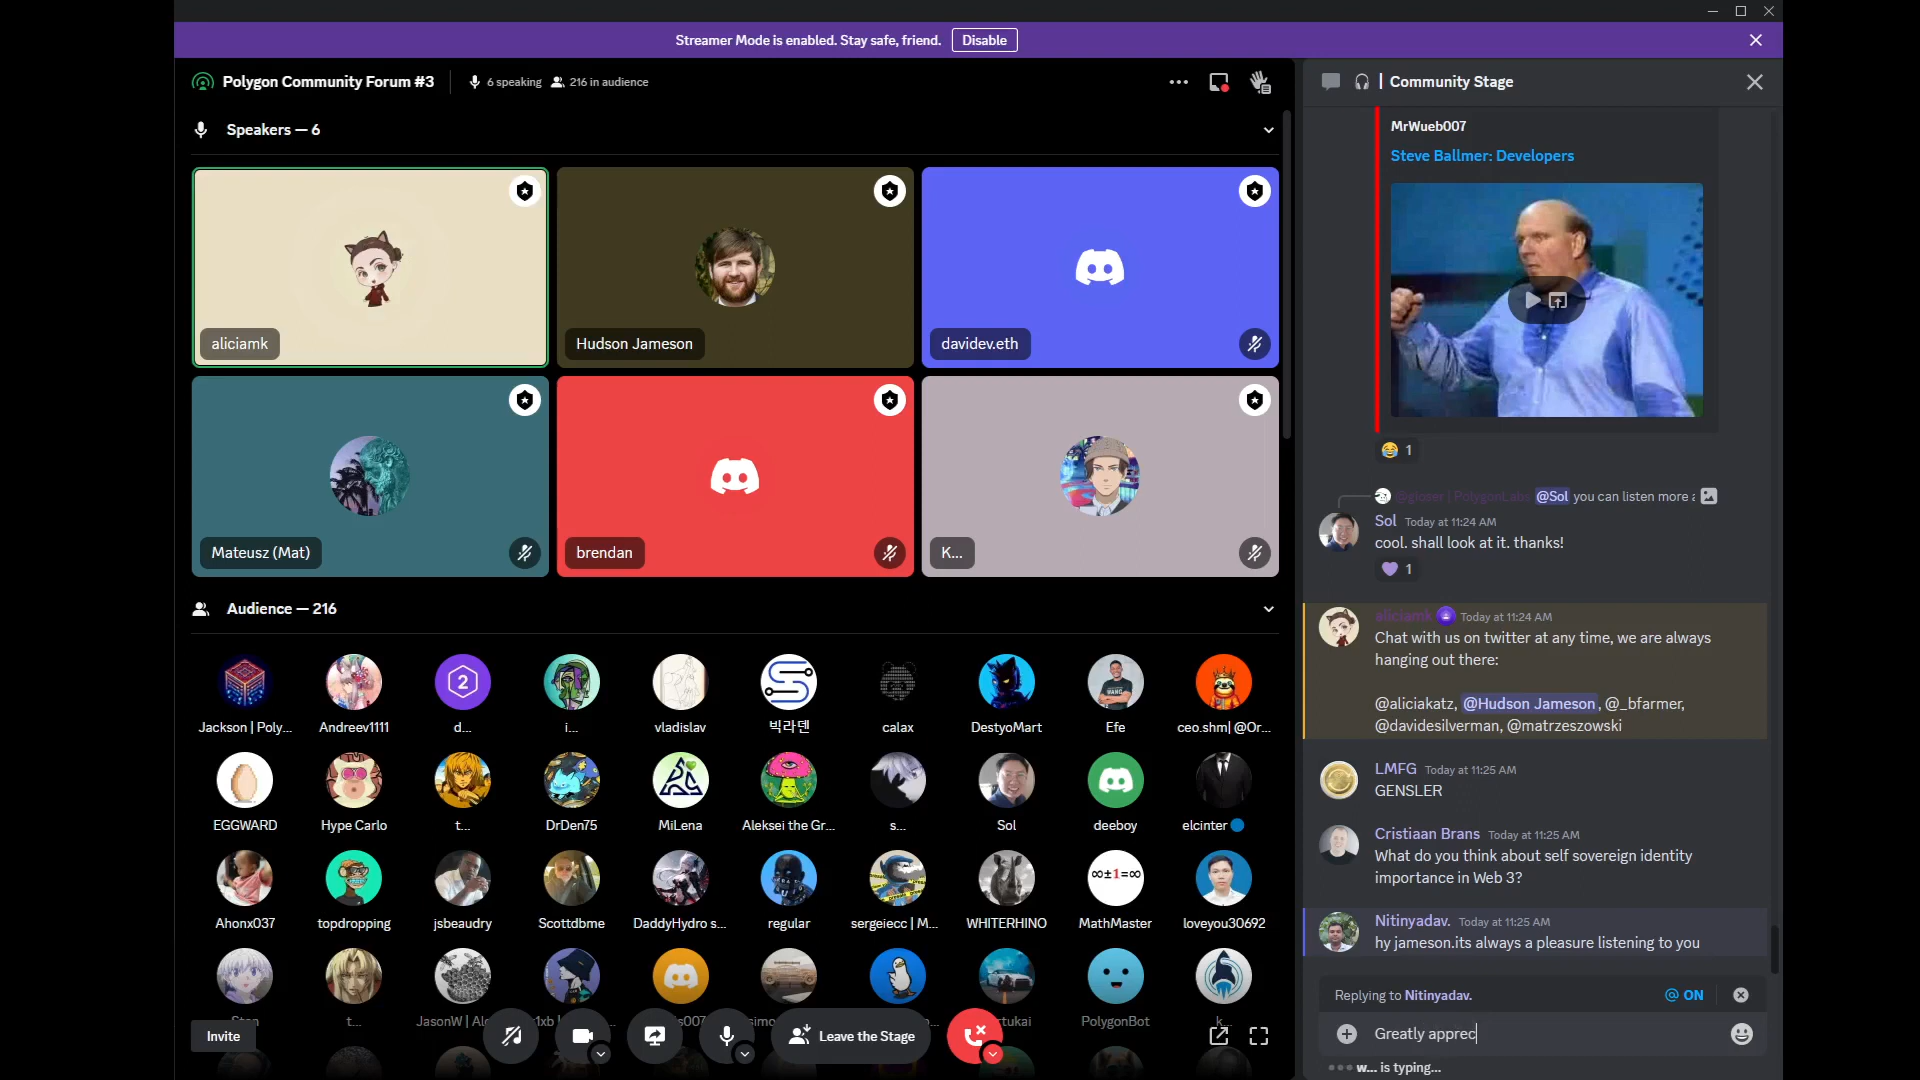 Streamer Mode is enabled. Stay safe, friend. Disable
Polygon Community Forum #3 6 speaking 216 in audience
Speakers — 6
aliciamk
Hudson Jameson
davidev.eth
Mateusz (Mat)
brendan
K...
Audience — 216
Jackson | Poly... Andreev1111 d... i... vladislav 빅라덴 calax DestyoMart Efe ceo.shm| @Or...
EGGWARD Hype Carlo t... DrDen75 MiLena Aleksei the Gr... s... Sol deeboy elcinter
∞±1=∞
Ahonx037 topdropping jsbeaudry Scottdbme DaddyHydro s... regular sergeiecc | M... WHITERHINO MathMaster loveyou30692
t... PolygonBot k...
Invite
Leave the Stage
| Community Stage
MrWueb007
Steve Ballmer: Developers
1
@Sol you can listen more
Sol Today at 11:24 AM
cool. shall look at it. thanks!
1
aliciamk Today at 11:24 AM
Chat with us on twitter at any time, we are always
hanging out there:
@aliciakatz, @Hudson Jameson, @_bfarmer,
@davidesilverman, @matrzeszowski
LMFG Today at 11:25 AM
GENSLER
Cristiaan Brans Today at 11:25 AM
What do you think about self sovereign identity
importance in Web 3?
Nitinyadav. Today at 11:25 AM
hy jameson.its always a pleasure listening to you
Replying to Nitinyadav. @ ON
Greatly apprec
w... is typing...